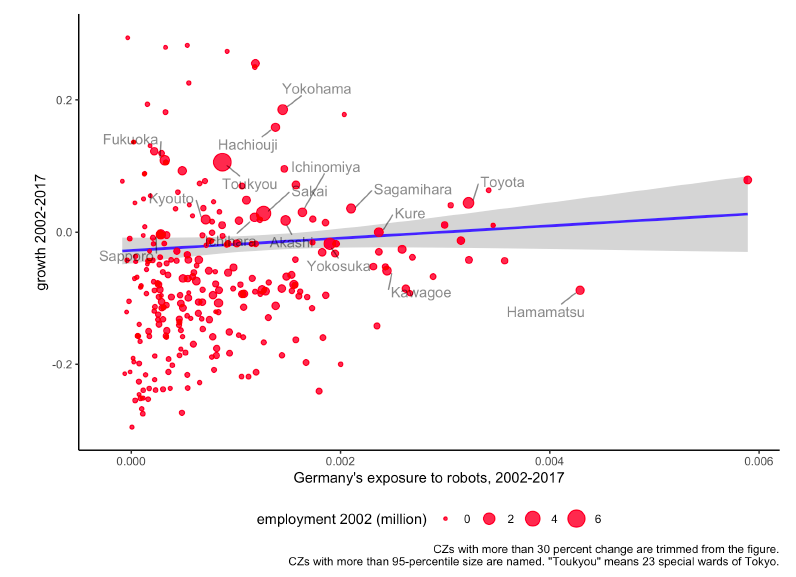 growth 2002-2017
0.2
0.0
-0.2
Yokohama
Fukuoka
Hachiouji
Ichinomiya
Toukyou
Sakai
Sagamihara
Toyota
Kyouto
Kure
Ichihara
Akashi
Sapporo
Yokosuka
Kawagoe
Hamamatsu
0.000
0.002
0.004
0.006
Germany's exposure to robots, 2002-2017
employment 2002 (million) 0 2 4 6
CZs with more than 30 percent change are trimmed from the figure.
CZs with more than 95-percentile size are named. "Toukyou" means 23 special wards of Tokyo.